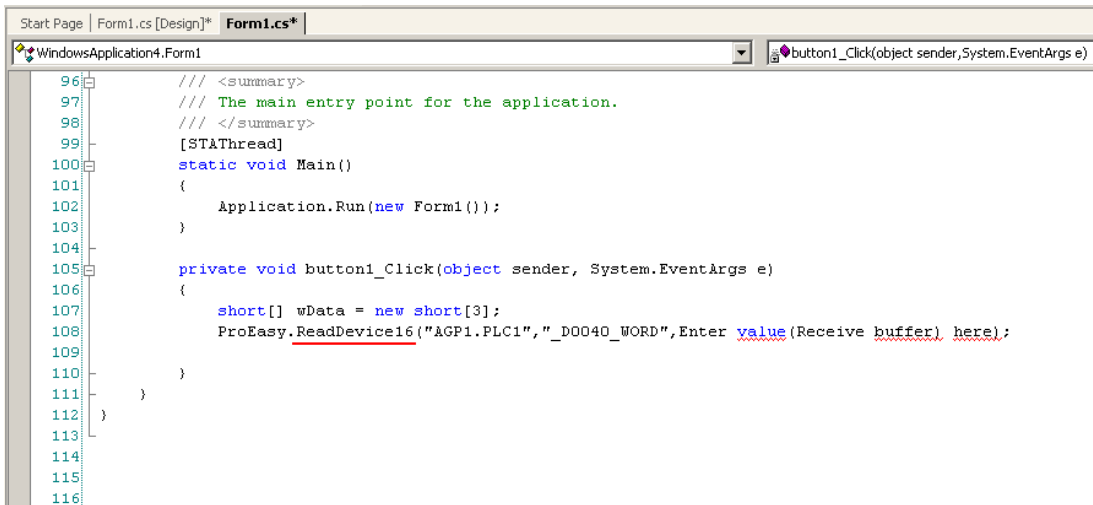 Start Page Form1.cs [Design]* Form1.cs*
WindowsApplication4.Form1 button1_Click(object sender,System.EventArgs e)
96 /// <summary>
97 /// The main entry point for the application.
98 /// </summary>
99 [STAThread]
100 static void Main()
101 {
102 Application.Run(new Form1());
103 }
104
105 private void button1_Click(object sender, System.EventArgs e)
106 {
107 short[] wData = new short[3];
108 ProEasy.ReadDevice16("AGP1.PLC1","_D0040_WORD",Enter value(Receive buffer) here);
109
110 }
111 }
112 }
113
114
115
116